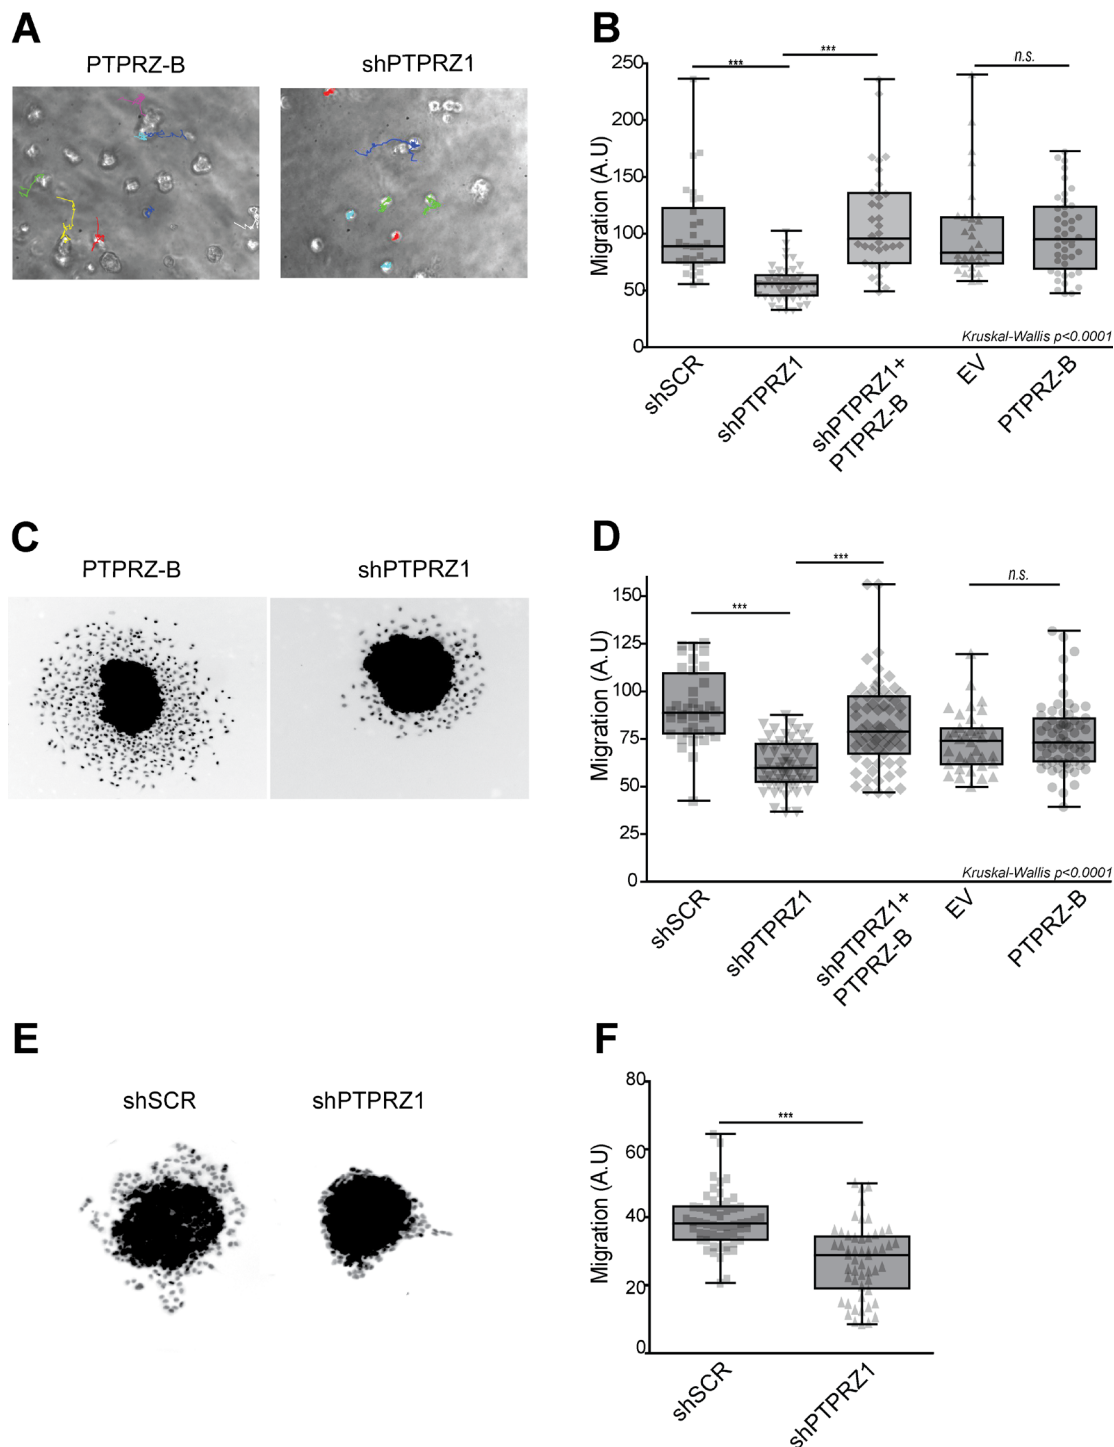 A
PTPRZ-B
shPTPRZ1
B
***
***
n.s.
250
200
150
100
50
0
Migration (A.U)
Kruskal-Wallis p<0.0001
shSCR
shPTPRZ1
shPTPRZ1+
PTPRZ-B
EV
PTPRZ-B
C
PTPRZ-B
shPTPRZ1
D
***
***
n.s.
150
125
100
75
50
25
0
Migration (A.U)
Kruskal-Wallis p<0.0001
shSCR
shPTPRZ1
shPTPRZ1+
PTPRZ-B
EV
PTPRZ-B
E
shSCR
shPTPRZ1
F
***
80
60
40
20
0
Migration (A.U)
shSCR
shPTPRZ1